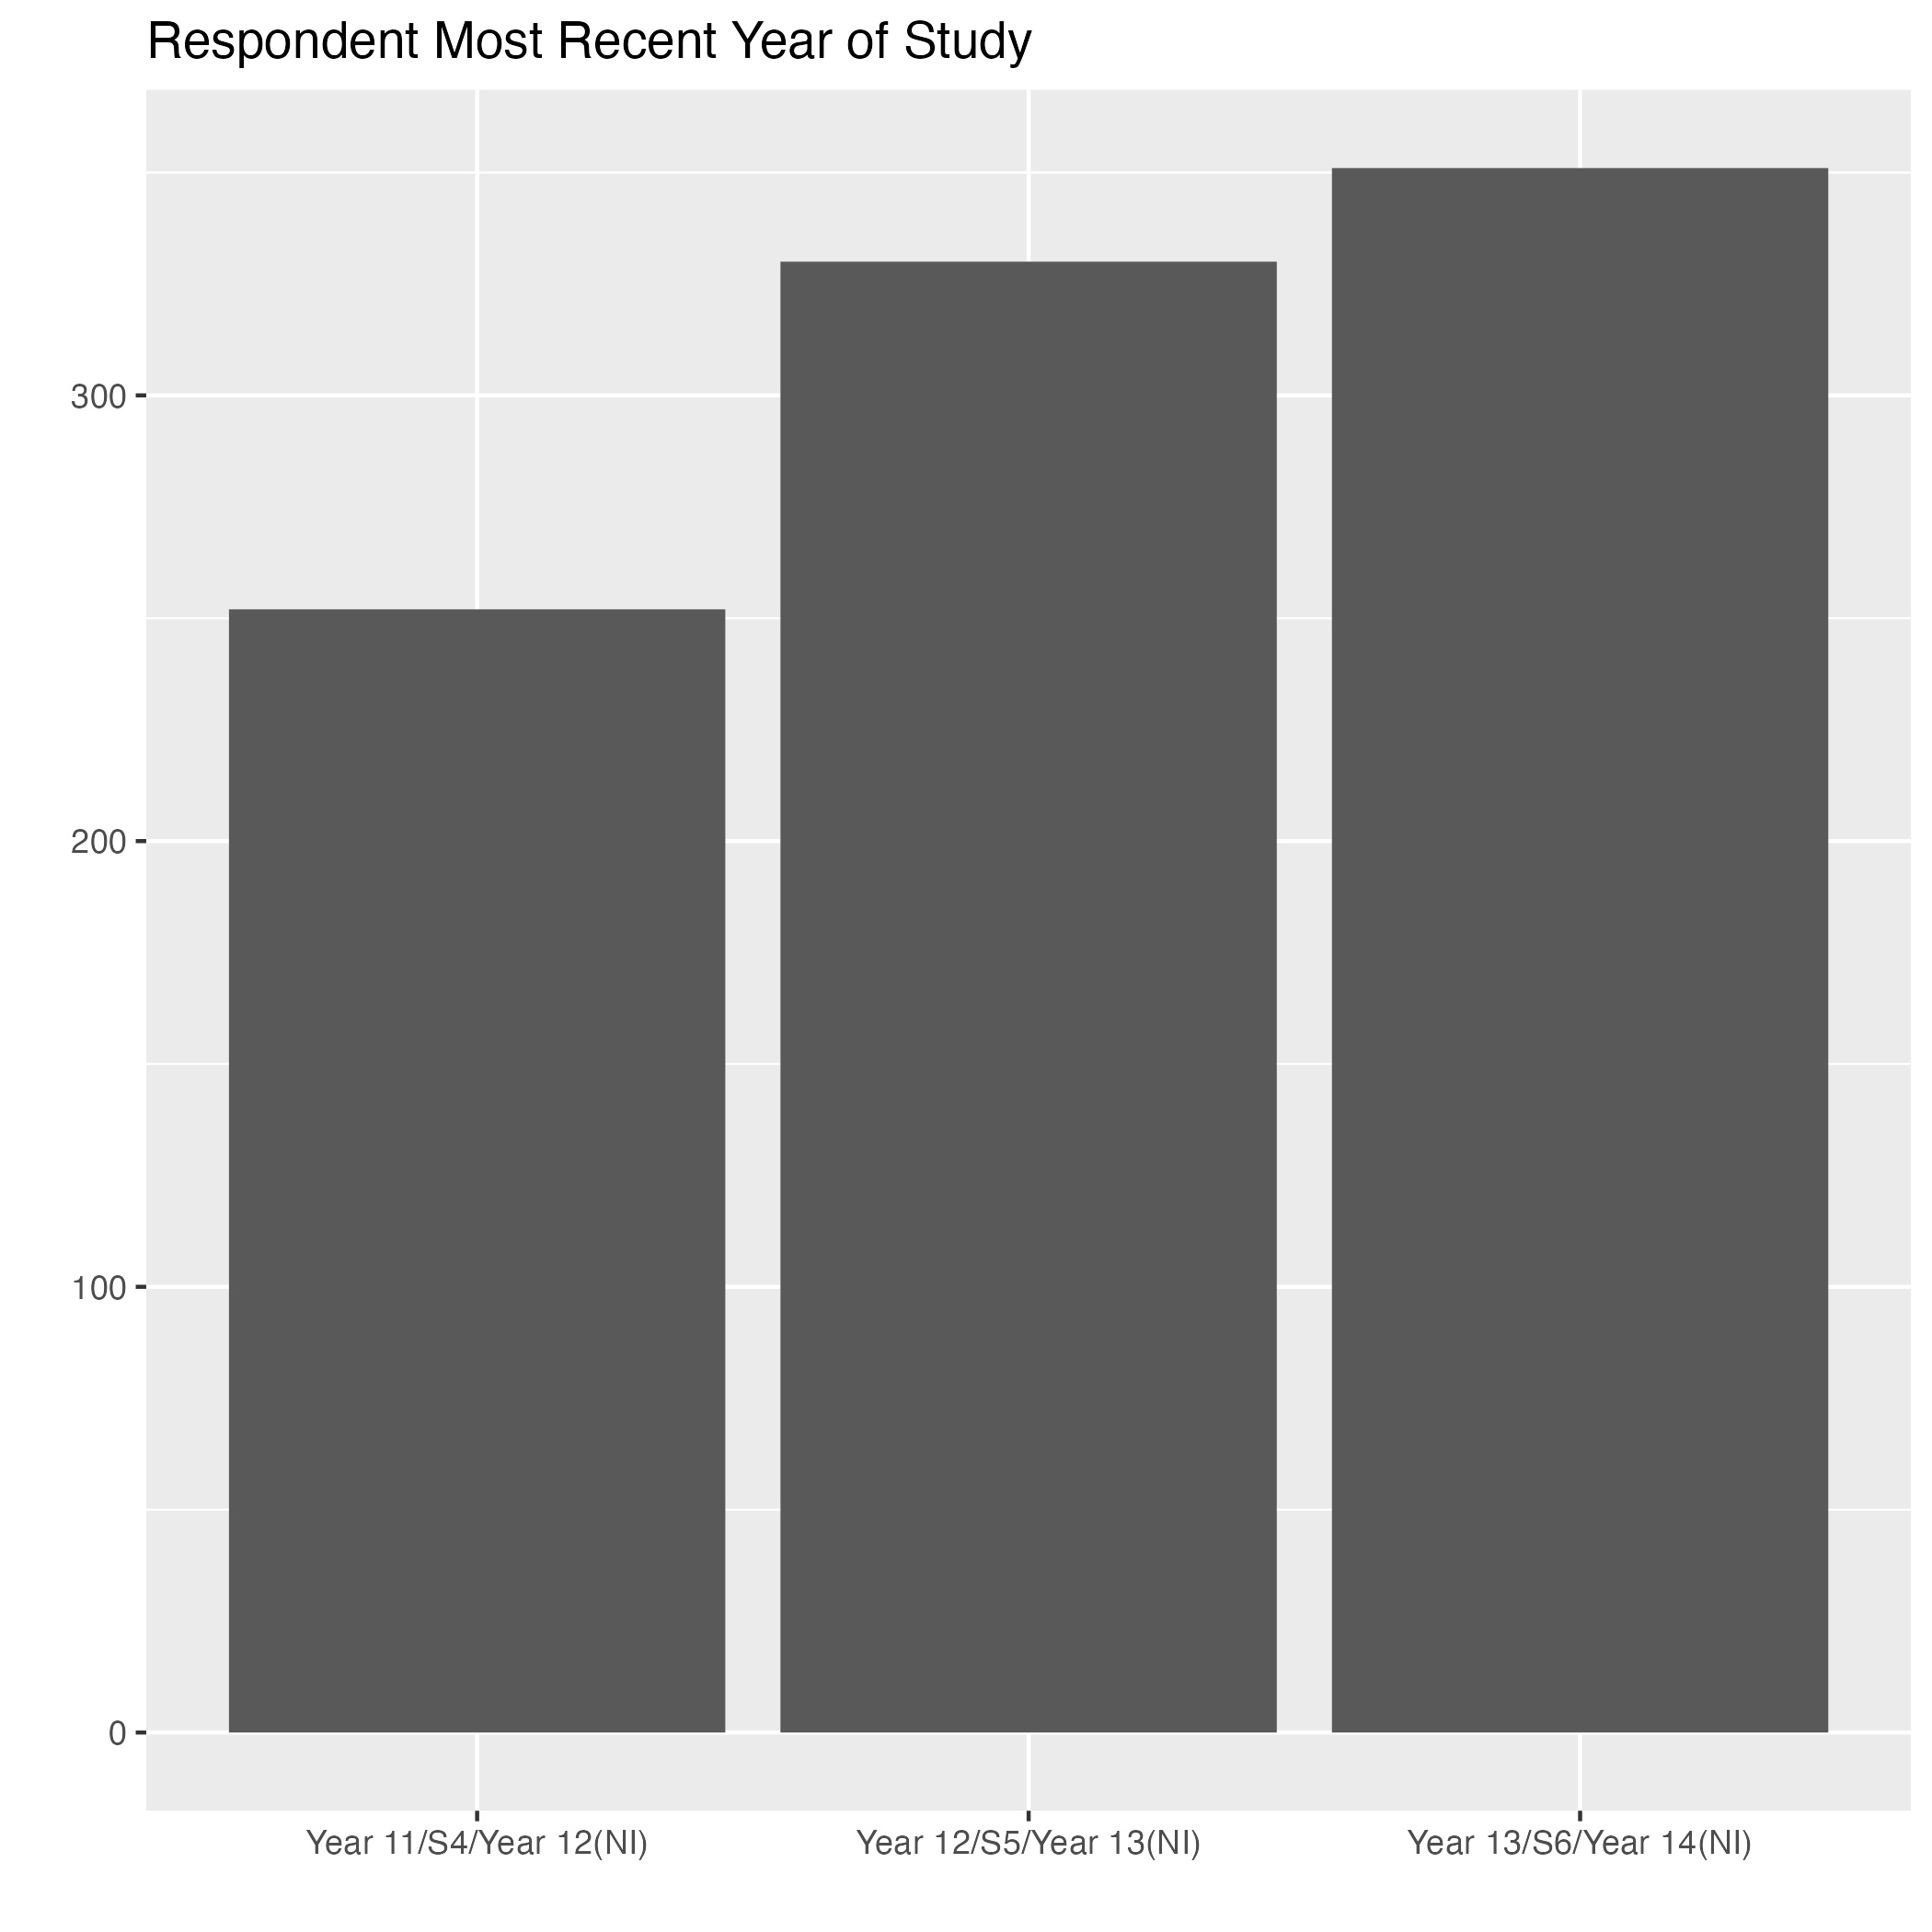 Respondent Most Recent Year of Study
300
200
100
0
Year 11/S4/Year 12(NI)
Year 12/S5/Year 13(NI)
Year 13/S6/Year 14(NI)